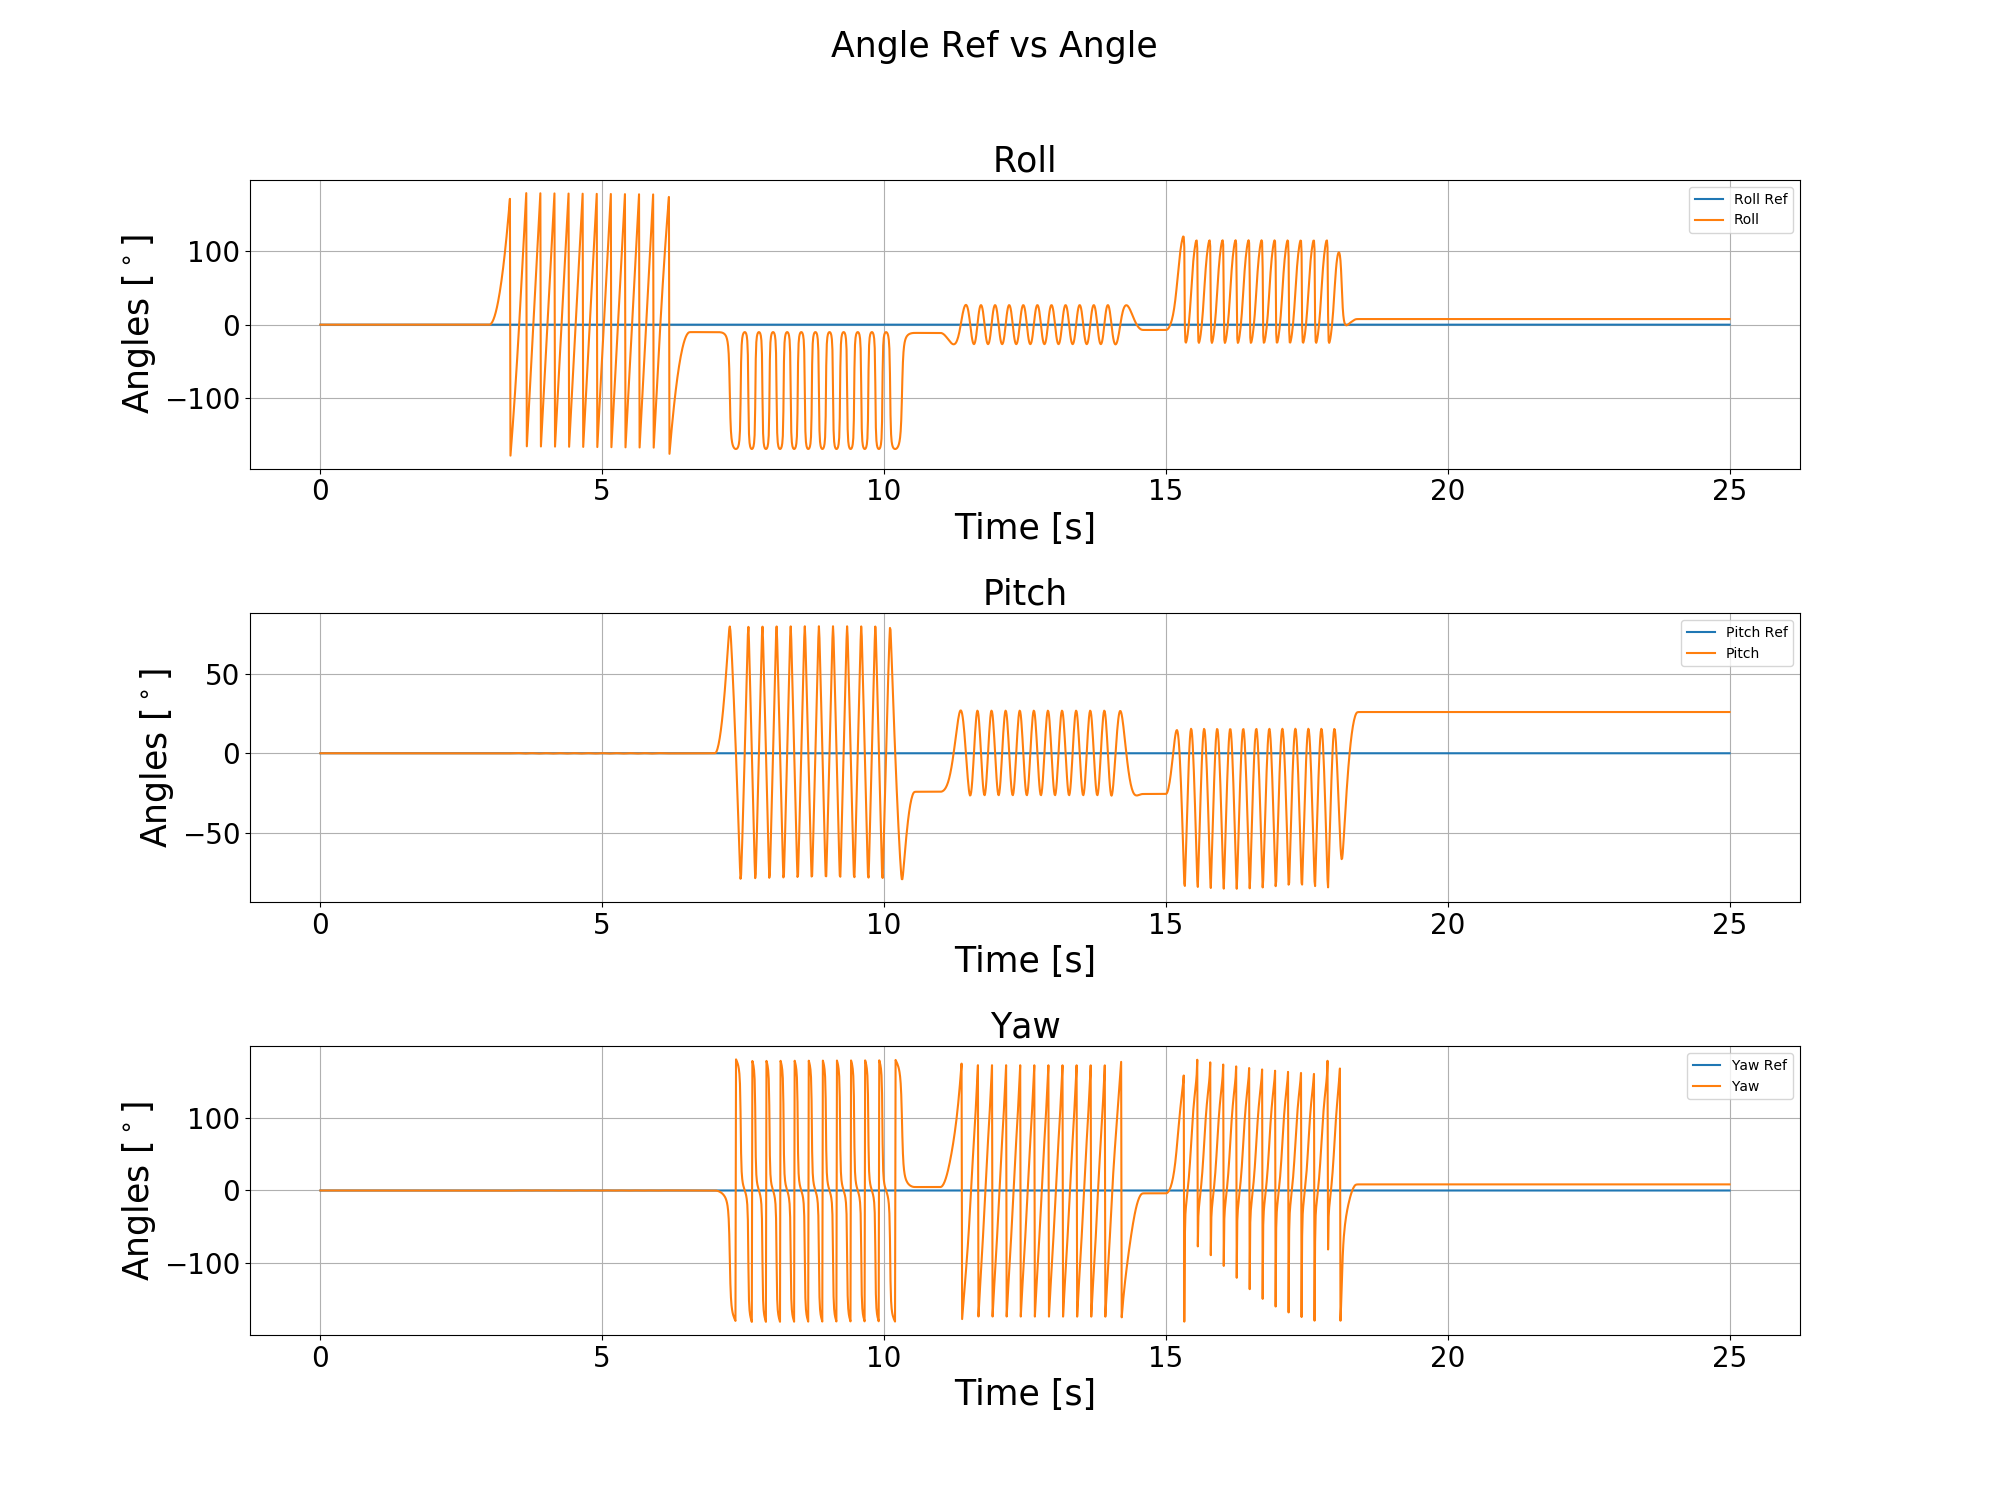 Angle Ref vs Angle
Roll
Angles [ ° ]
100
0
−100
Roll Ref
Roll
0 5 10 15 20 25
Time [s]
Pitch
Angles [ ° ]
50
0
−50
Pitch Ref
Pitch
0 5 10 15 20 25
Time [s]
Yaw
Angles [ ° ]
100
0
−100
Yaw Ref
Yaw
0 5 10 15 20 25
Time [s]